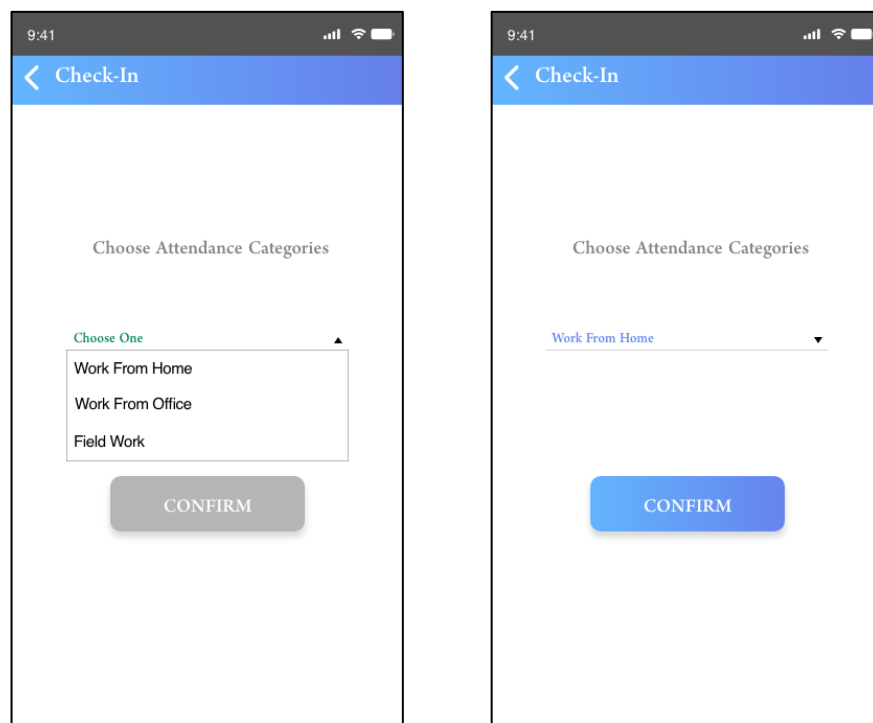 9:41
Check-In
Choose Attendance Categories
Choose One
Work From Home
Work From Office
Field Work
CONFIRM
9:41
Check-In
Choose Attendance Categories
Work From Home
CONFIRM